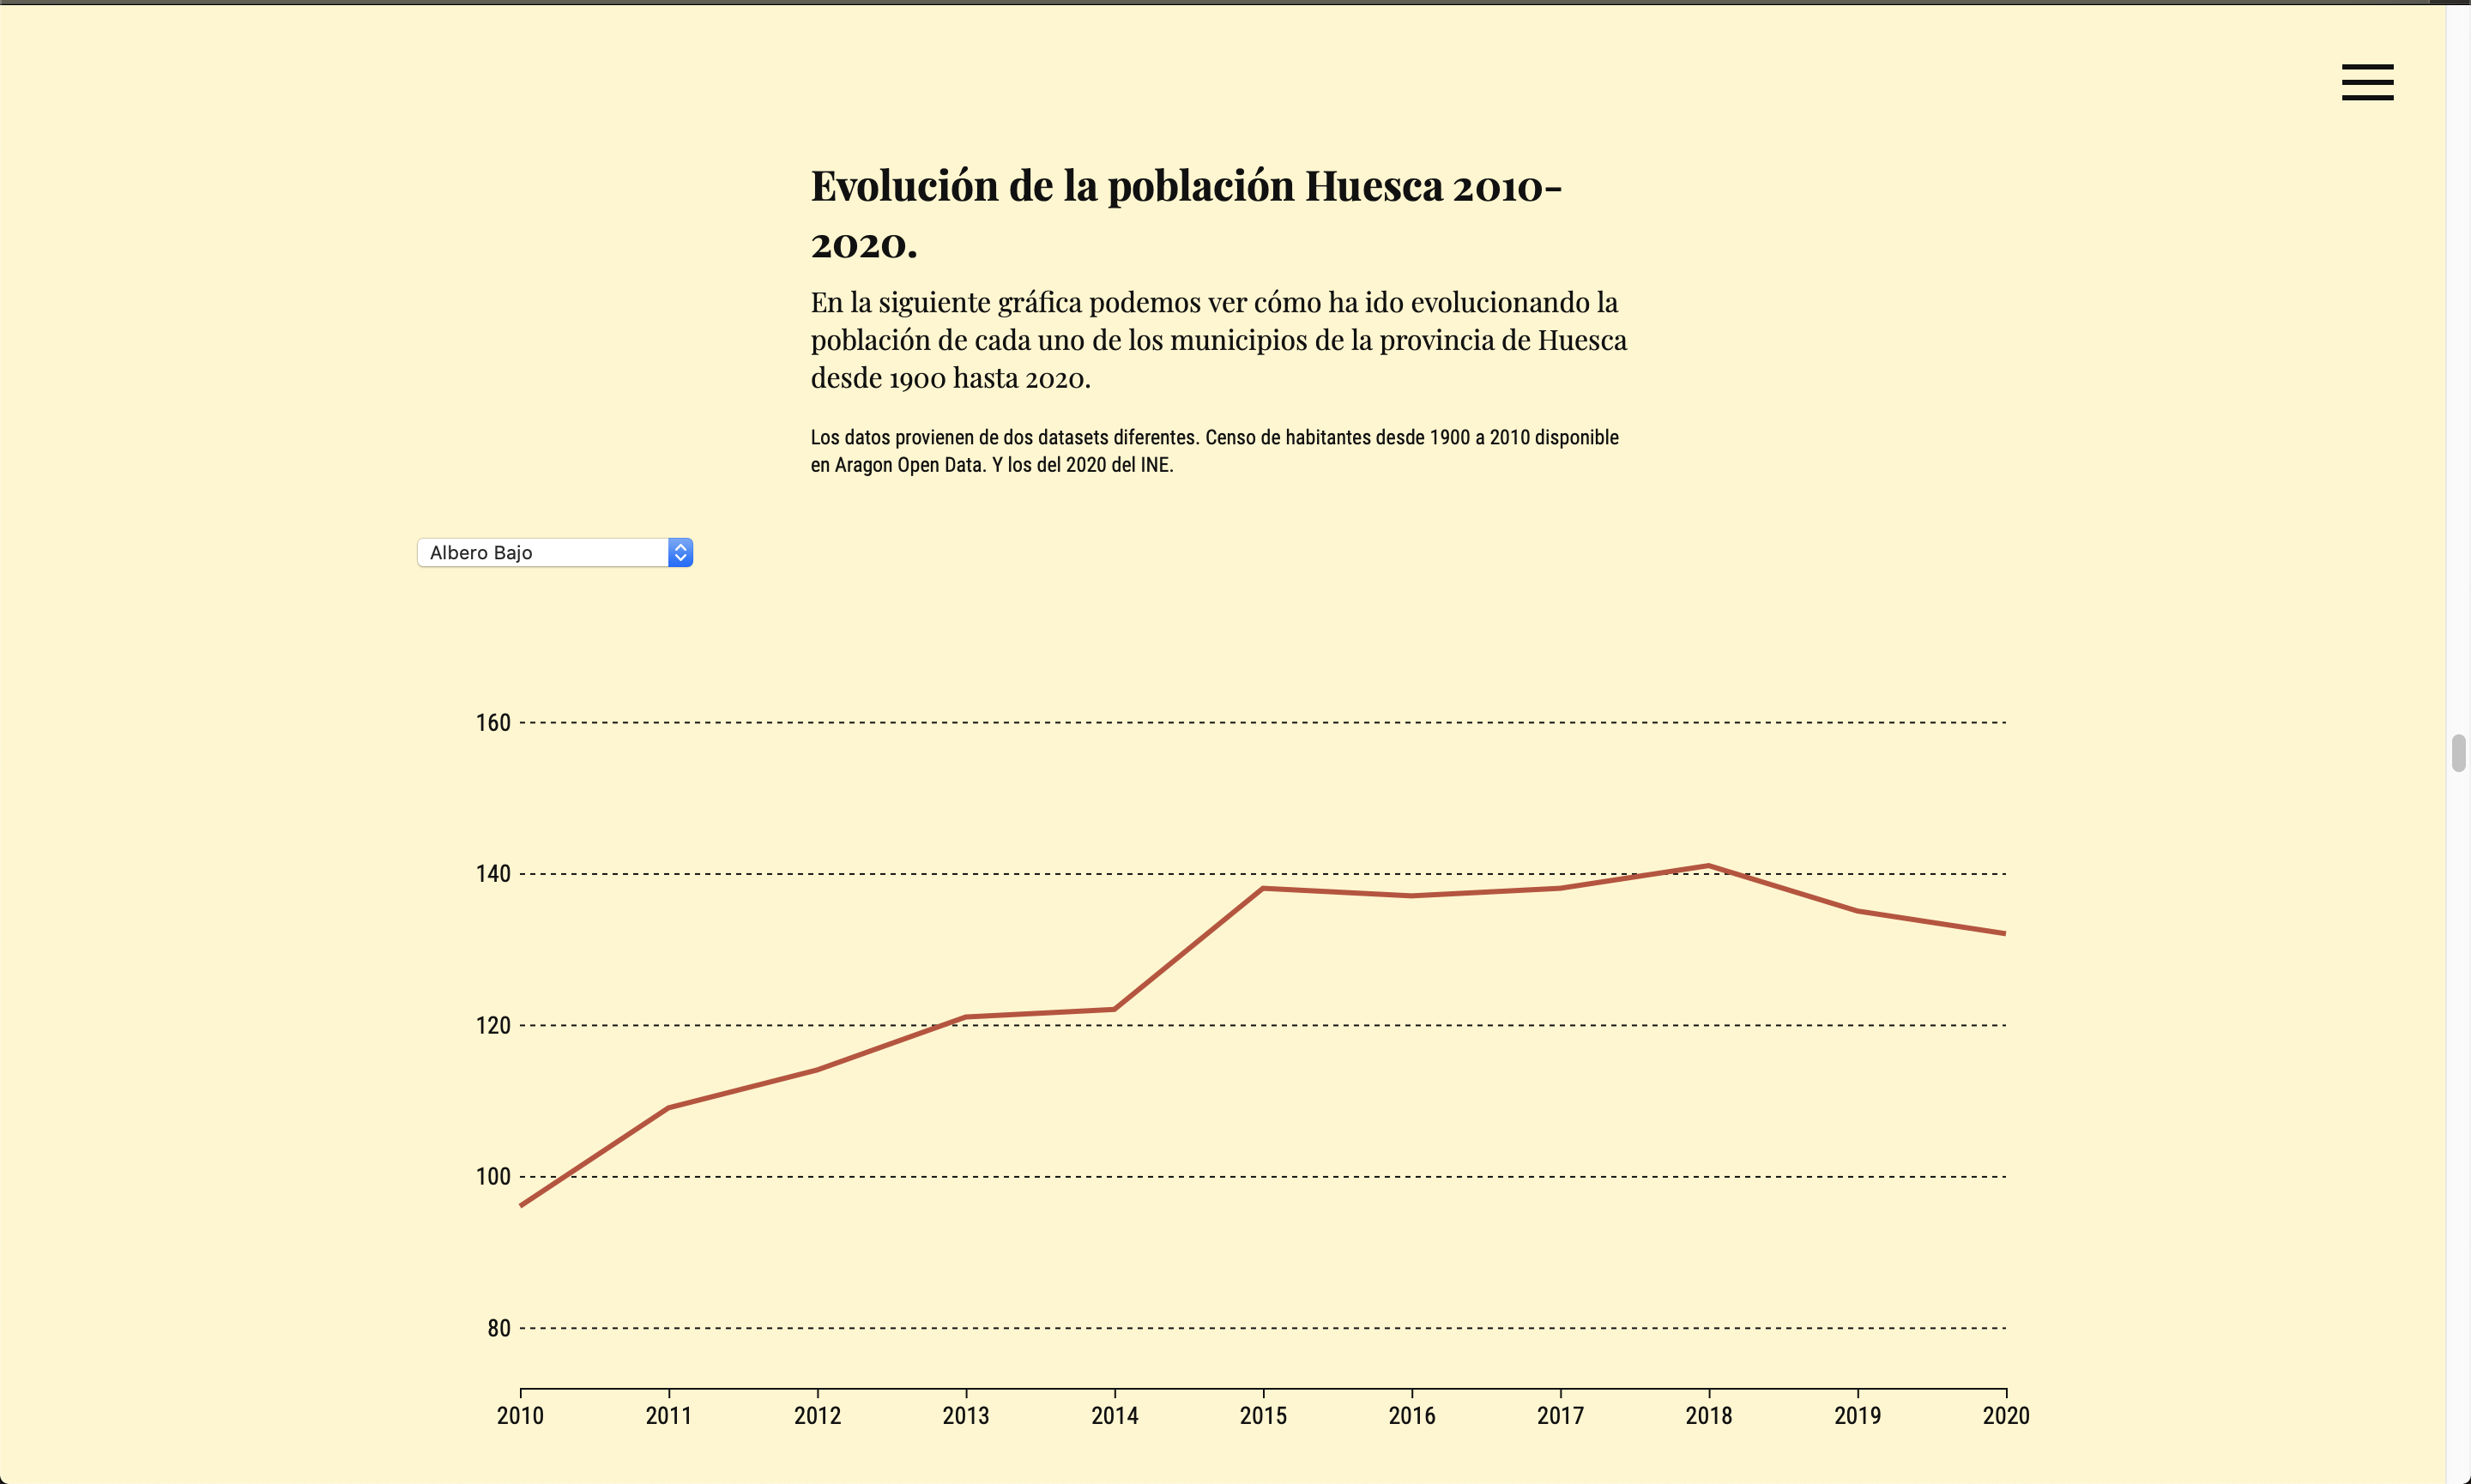 Evolución de la población Huesca 2010-
2020.
En la siguiente gráfica podemos ver cómo ha ido evolucionando la
población de cada uno de los municipios de la provincia de Huesca
desde 1900 hasta 2020.
Los datos provienen de dos datasets diferentes. Censo de habitantes desde 1900 a 2010 disponible
en Aragon Open Data. Y los del 2020 del INE.
Albero Bajo
160
140
120
100
80
2010 2011 2012 2013 2014 2015 2016 2017 2018 2019 2020